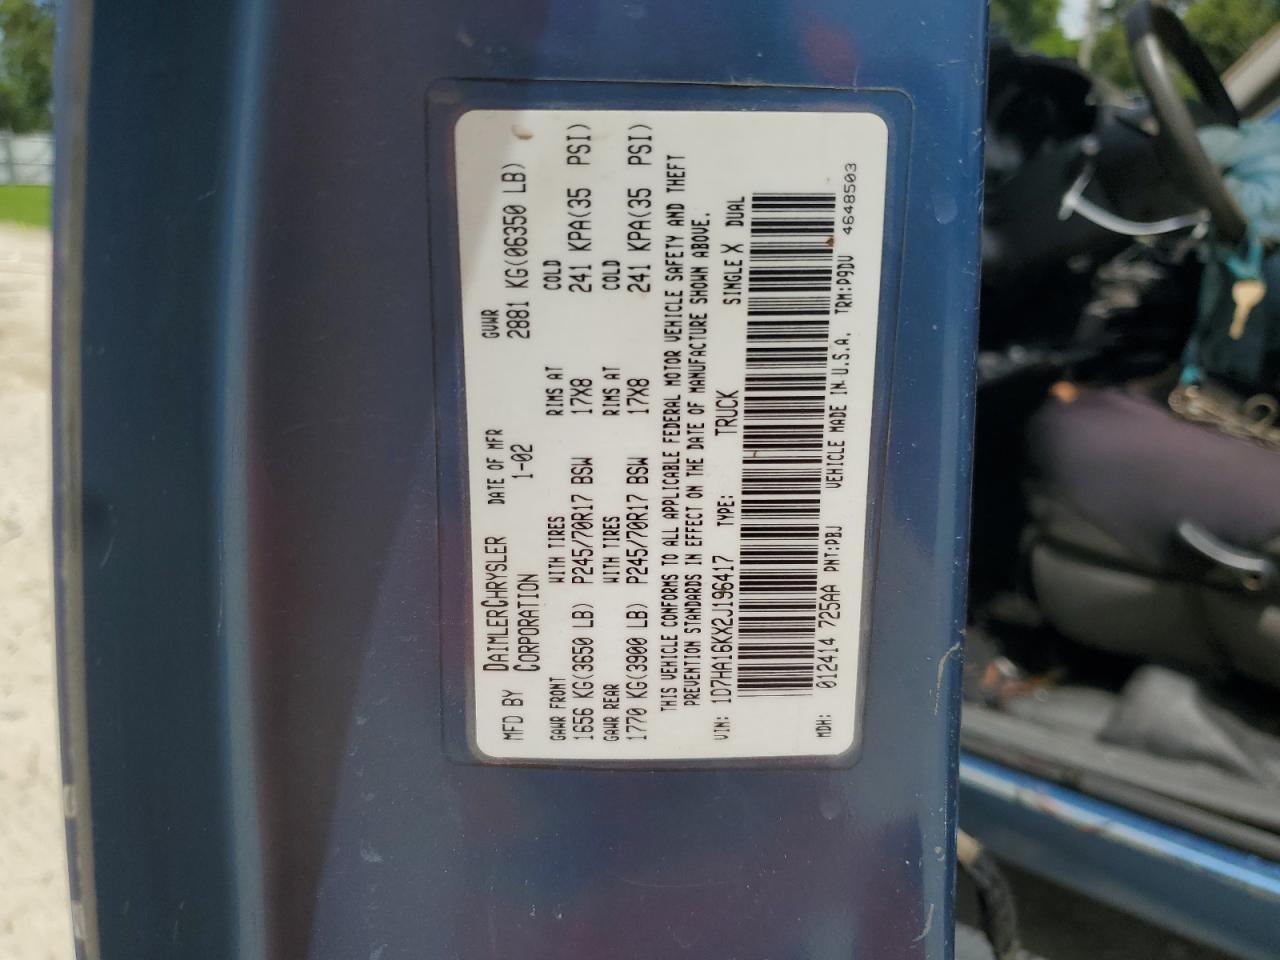 MFD BY DAIMLERCHRYSLER CORPORATION DATE OF MFR 1-02 GVWR 2881 KG(06350 LB)
GAWR FRONT WITH TIRES RIMS AT COLD
1656 KG(3650 LB) P245/70R17 BSW 17X8 241 KPA(35 PSI)
GAWR REAR WITH TIRES RIMS AT COLD
1770 KG(3900 LB) P245/70R17 BSW 17X8 241 KPA(35 PSI)
THIS VEHICLE CONFORMS TO ALL APPLICABLE FEDERAL MOTOR VEHICLE SAFETY AND THEFT
PREVENTION STANDARDS IN EFFECT ON THE DATE OF MANUFACTURE SHOWN ABOVE.
VIN: 1D7HA16KX2J196417 TYPE: TRUCK SINGLE X DUAL
MDH: 012414 725AA PNT:PBJ VEHICLE MADE IN U.S.A. TRM:P9DV 4648503